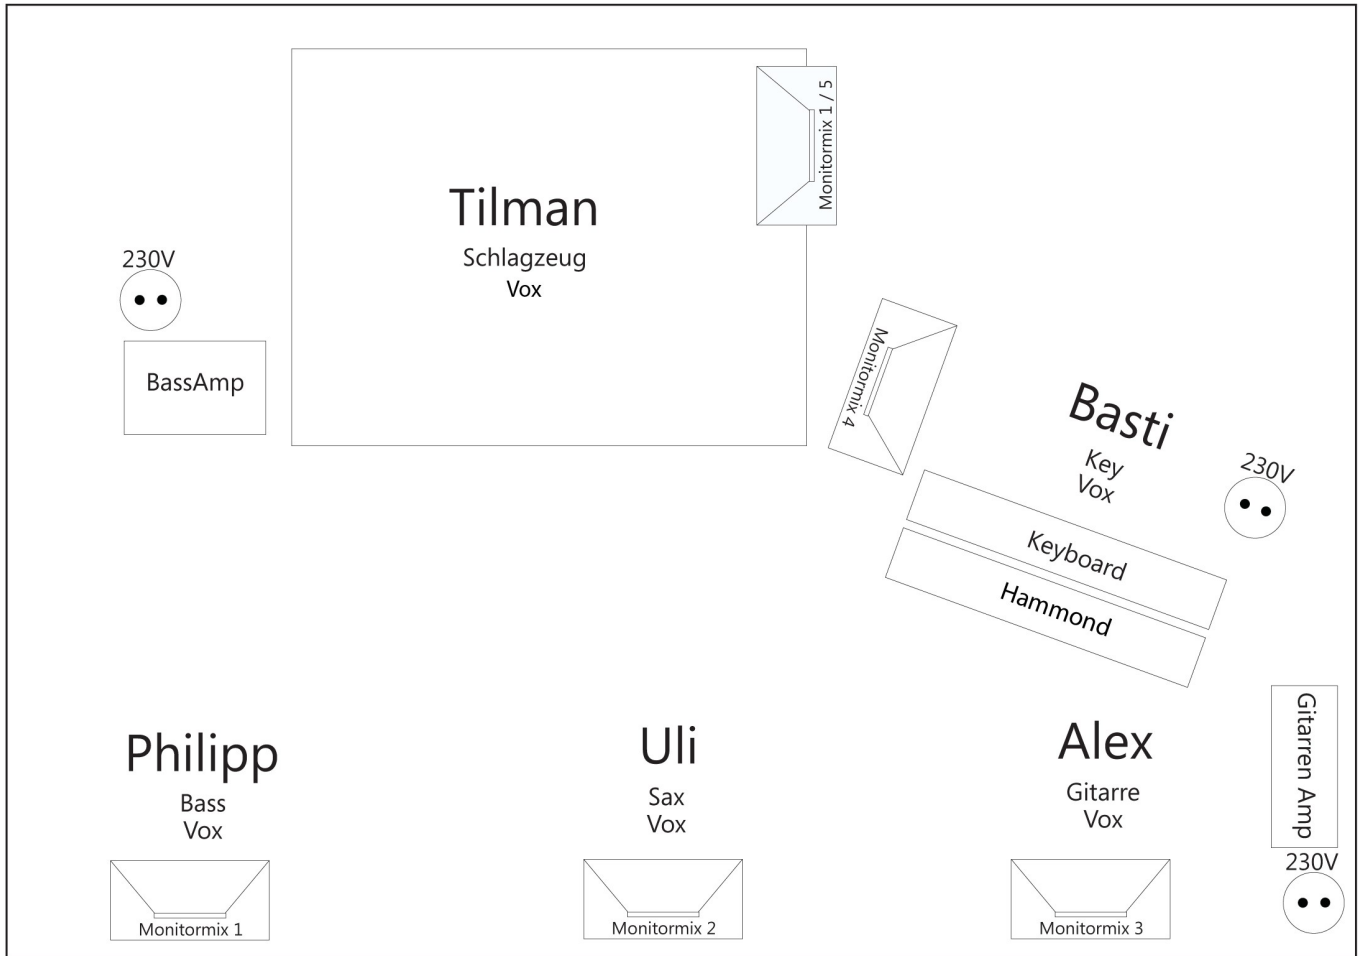 Monitormix 1 / 5
Tilman
Schlagzeug
Vox
230V
BassAmp
Monitormix 4
Basti
Key
Vox
230V
Keyboard
Hammond
Philipp
Bass
Vox
Monitormix 1
Uli
Sax
Vox
Monitormix 2
Alex
Gitarre
Vox
Monitormix 3
Gitarren Amp
230V